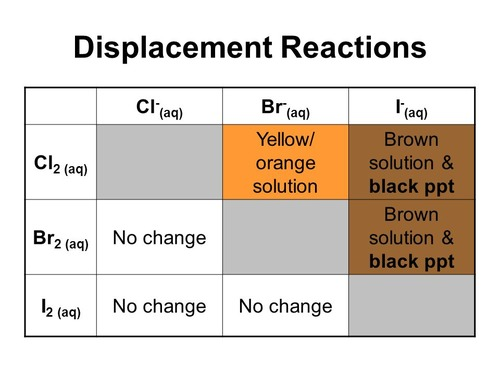 Displacement Reactions
Cl-(aq) Br-(aq) I-(aq)
Cl2 (aq)
Yellow/
orange
solution
Brown
solution &
black ppt
Br2 (aq) No change
Brown
solution &
black ppt
I2 (aq) No change No change